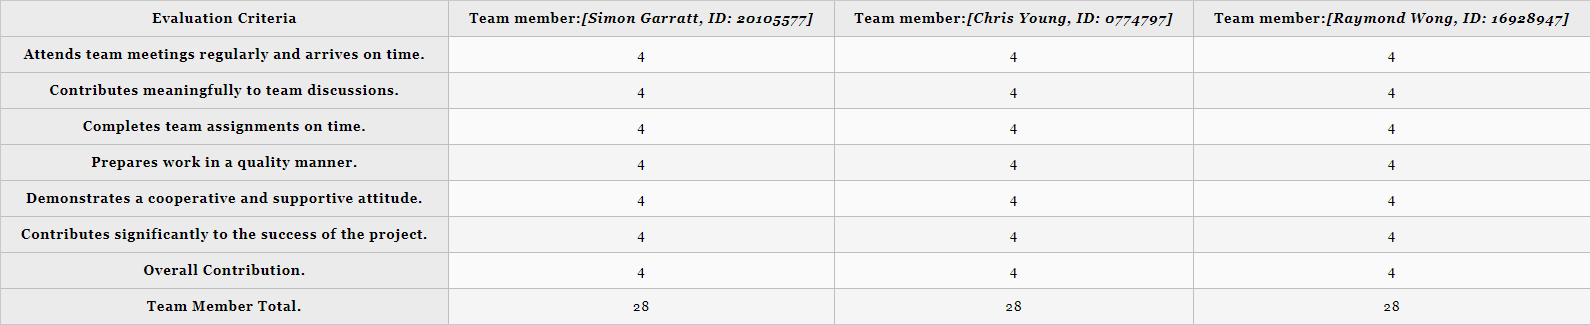 Evaluation Criteria Team member:[Simon Garratt, ID: 20105577] Team member:[Chris Young, ID: 0774797] Team member:[Raymond Wong, ID: 16928947]
Attends team meetings regularly and arrives on time. 4 4 4
Contributes meaningfully to team discussions. 4 4 4
Completes team assignments on time. 4 4 4
Prepares work in a quality manner. 4 4 4
Demonstrates a cooperative and supportive attitude. 4 4 4
Contributes significantly to the success of the project. 4 4 4
Overall Contribution. 4 4 4
Team Member Total. 28 28 28